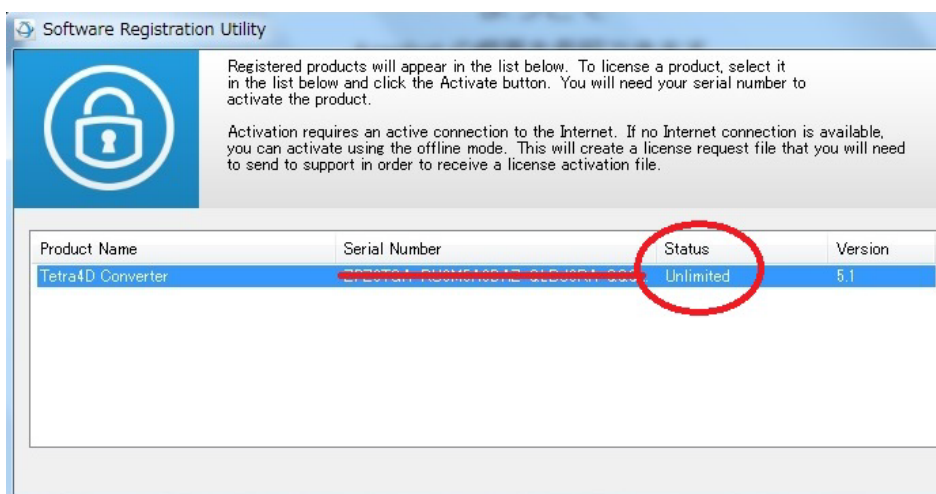 Software Registration Utility
Registered products will appear in the list below. To license a product, select it
in the list below and click the Activate button. You will need your serial number to
activate the product.
Activation requires an active connection to the Internet. If no Internet connection is available,
you can activate using the offline mode. This will create a license request file that you will need
to send to support in order to receive a license activation file.
Product Name Serial Number Status Version
Tetra4D Converter Unlimited 5.1